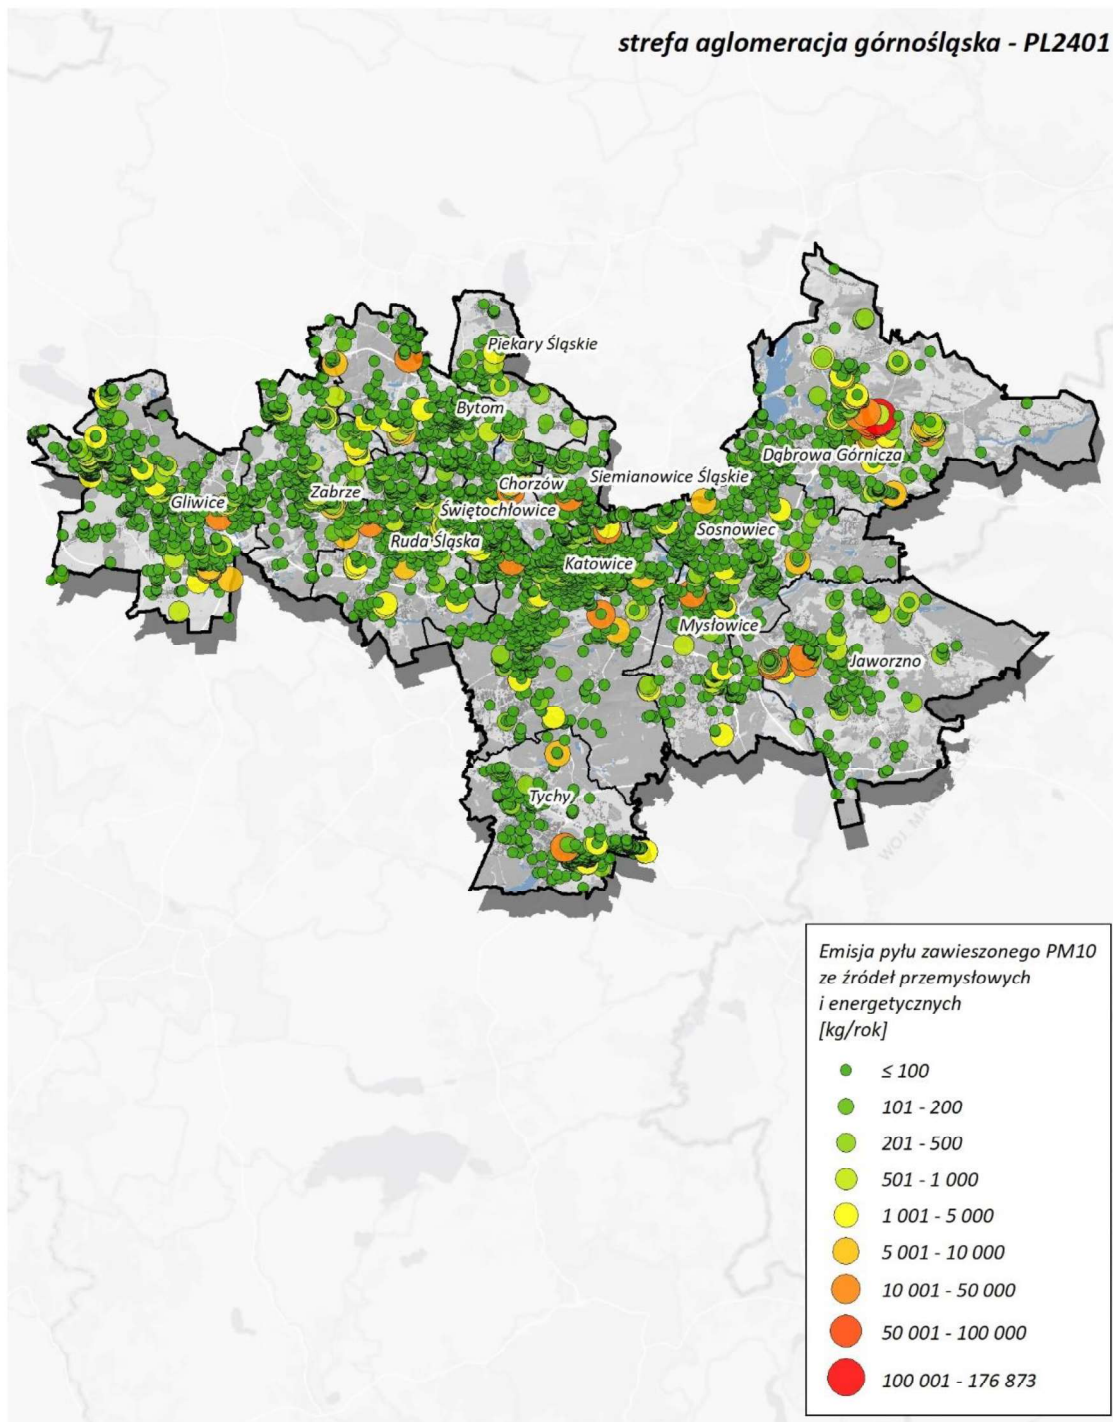 strefa aglomeracja górnośląska - PL2401
Piekary Śląskie
Bytom
Dąbrowa Górnicza
Siemianowice Śląskie
Chorzów
Zabrze
Gliwice
Świętochłowice
Sosnowiec
Ruda Śląska
Katowice
Mysłowice
Jaworzno
Tychy
WOJ. MA
Emisja pyłu zawieszonego PM10
ze źródeł przemysłowych
i energetycznych
[kg/rok]
≤ 100
101 - 200
201 - 500
501 - 1 000
1 001 - 5 000
5 001 - 10 000
10 001 - 50 000
50 001 - 100 000
100 001 - 176 873